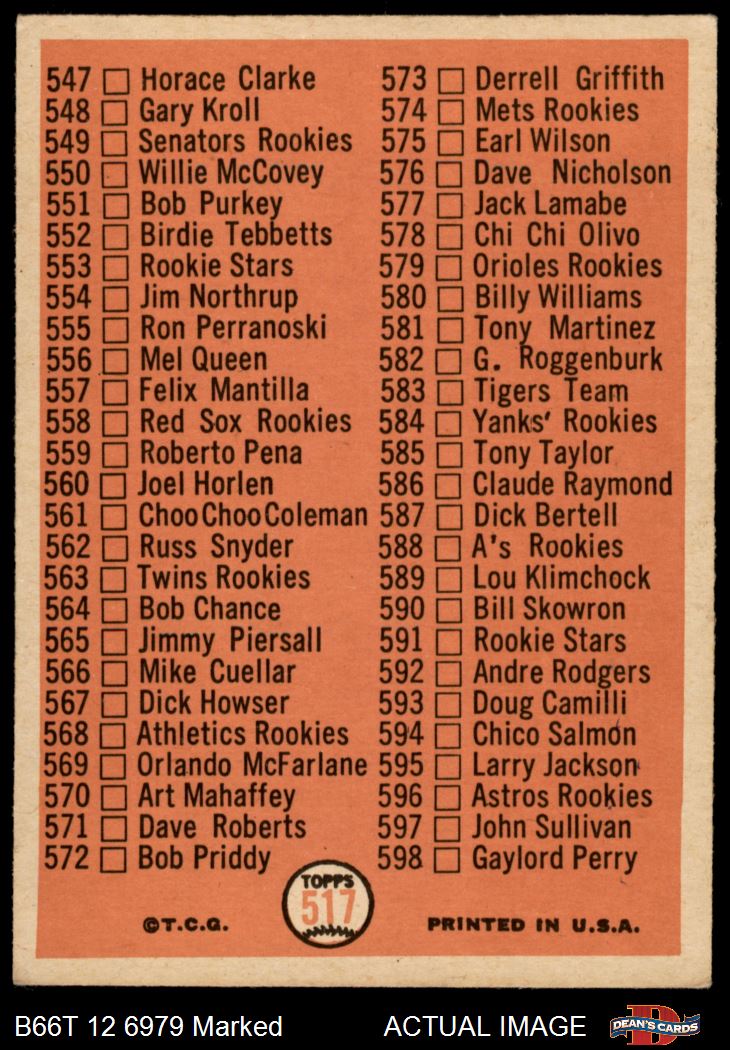 547 Horace Clarke
548 Gary Kroll
549 Senators Rookies
550 Willie McCovey
551 Bob Purkey
552 Birdie Tebbetts
553 Rookie Stars
554 Jim Northrup
555 Ron Perranoski
556 Mel Queen
557 Felix Mantilla
558 Red Sox Rookies
559 Roberto Pena
560 Joel Horlen
561 Choo Choo Coleman
562 Russ Snyder
563 Twins Rookies
564 Bob Chance
565 Jimmy Piersall
566 Mike Cuellar
567 Dick Howser
568 Athletics Rookies
569 Orlando McFarlane
570 Art Mahaffey
571 Dave Roberts
572 Bob Priddy
573 Derrell Griffith
574 Mets Rookies
575 Earl Wilson
576 Dave Nicholson
577 Jack Lamabe
578 Chi Chi Olivo
579 Orioles Rookies
580 Billy Williams
581 Tony Martinez
582 G. Roggenburk
583 Tigers Team
584 Yanks' Rookies
585 Tony Taylor
586 Claude Raymond
587 Dick Bertell
588 A's Rookies
589 Lou Klimchock
590 Bill Skowron
591 Rookie Stars
592 Andre Rodgers
593 Doug Camilli
594 Chico Salmon
595 Larry Jackson
596 Astros Rookies
597 John Sullivan
598 Gaylord Perry
©T.C.G.
TOPPS
517
PRINTED IN U.S.A.
B66T 12 6979 Marked
ACTUAL IMAGE
D
DEAN'S CARDS